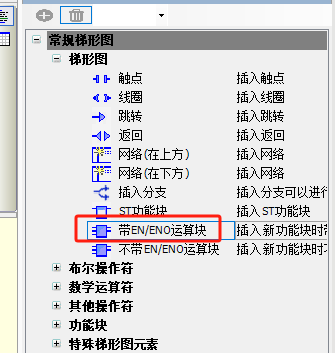 常规梯形图
梯形图
触点 插入触点
线圈 插入线圈
跳转 插入跳转
返回 插入返回
网络(在上方) 插入网络
网络(在下方) 插入网络
插入分支 插入分支可以进行
ST功能块 插入ST功能块
带EN/ENO运算块 插入新功能块时带
不带EN/ENO运算块 插入新功能块时不
布尔操作符
数学运算符
其他操作符
功能块
特殊梯形图元素